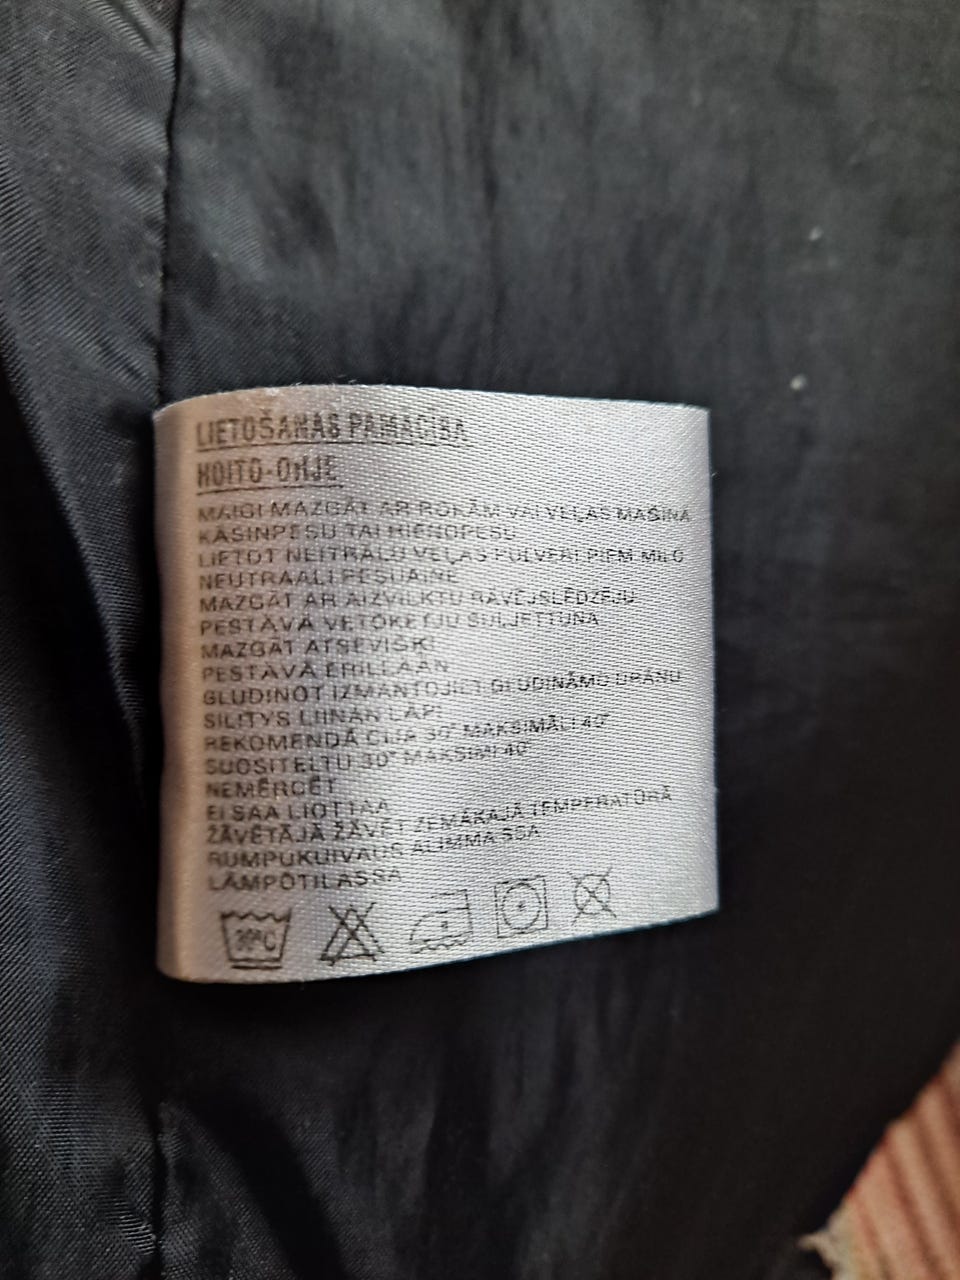 LIETOŠANAS PAMĀCĪBA
HOITO-OHJE
MAIGI MAZGĀT AR ROKĀM VAI VEĻAS MAŠĪNĀ
KÄSINPESU TAI HIENOPESU
LIETOT NEITRĀLU VEĻAS PULVERI PIEM. MILO
NEUTRAALI PESUAINE
MAZGĀT AR AIZVILKTU RĀVĒJSLĒDZĒJU
PESTÄVÄ VETOKETJU SULJETTUNA
MAZGĀT ATSEVIŠĶI
PESTÄVÄ ERILLÄÄN
GLUDINOT IZMANTOJIET GLUDINĀMO DRĀNU
SILITYS LIINAN LÄPI
REKOMENDĀCIJA 30° MAKSIMĀLI 40°
SUOSITELTU 30° MAKSIMI 40°
NEMĒRCĒT
EI SAA LIOTTAA
ŽĀVĒTĀJĀ ŽĀVĒT ZEMĀKAJĀ TEMPERATŪRĀ
RUMPUKUIVAUS ALIMMASSA
LÄMPÖTILASSA
30°C